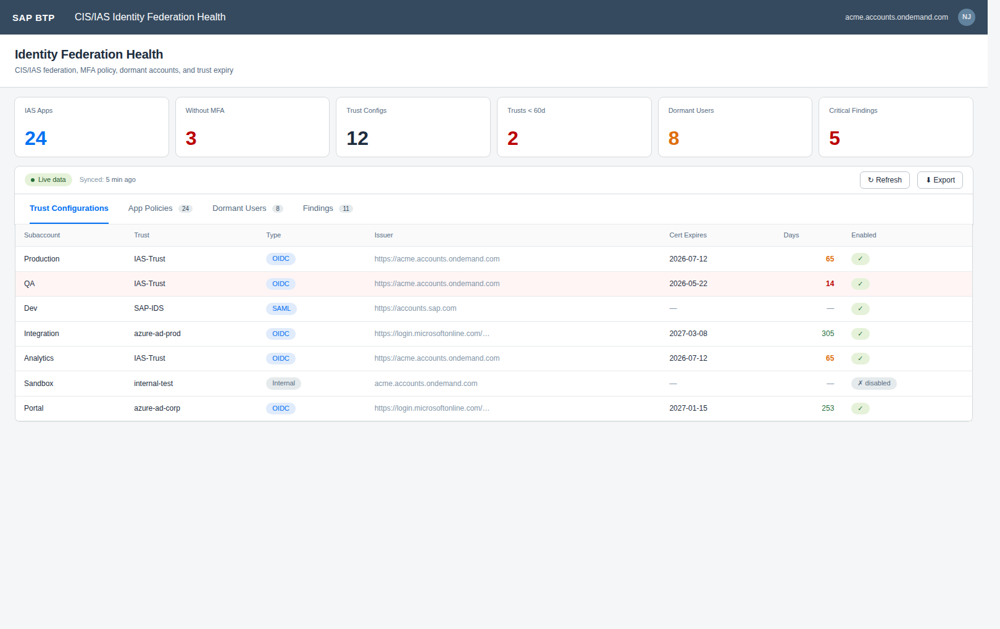 SAP BTP CIS/IAS Identity Federation Health acme.accounts.ondemand.com NJ
Identity Federation Health
CIS/IAS federation, MFA policy, dormant accounts, and trust expiry
IAS Apps Without MFA Trust Configs Trusts < 60d Dormant Users Critical Findings
24 3 12 2 8 5
Live data Synced: 5 min ago ↻ Refresh ⬇ Export
Trust Configurations App Policies 24 Dormant Users 8 Findings 11
Subaccount Trust Type Issuer Cert Expires Days Enabled
Production IAS-Trust OIDC https://acme.accounts.ondemand.com 2026-07-12 65 ✓
QA IAS-Trust OIDC https://acme.accounts.ondemand.com 2026-05-22 14 ✓
Dev SAP-IDS SAML https://accounts.sap.com — — ✓
Integration azure-ad-prod OIDC https://login.microsoftonline.com/… 2027-03-08 305 ✓
Analytics IAS-Trust OIDC https://acme.accounts.ondemand.com 2026-07-12 65 ✓
Sandbox internal-test Internal acme.accounts.ondemand.com — — ✗ disabled
Portal azure-ad-corp OIDC https://login.microsoftonline.com/… 2027-01-15 253 ✓